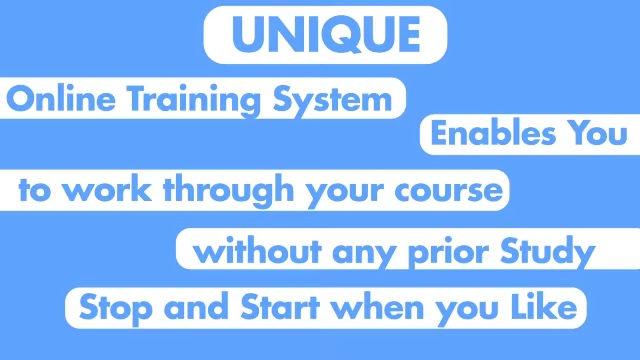 UNIQUE
Online Training System
Enables You
to work through your course
without any prior Study
Stop and Start when you Like